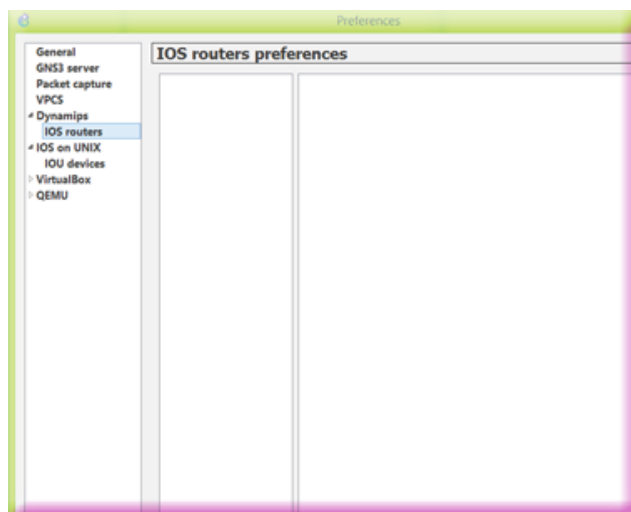 Preferences
General
GNS3 server
Packet capture
VPCS
Dynamips
IOS routers
IOS on UNIX
IOU devices
VirtualBox
QEMU
IOS routers preferences